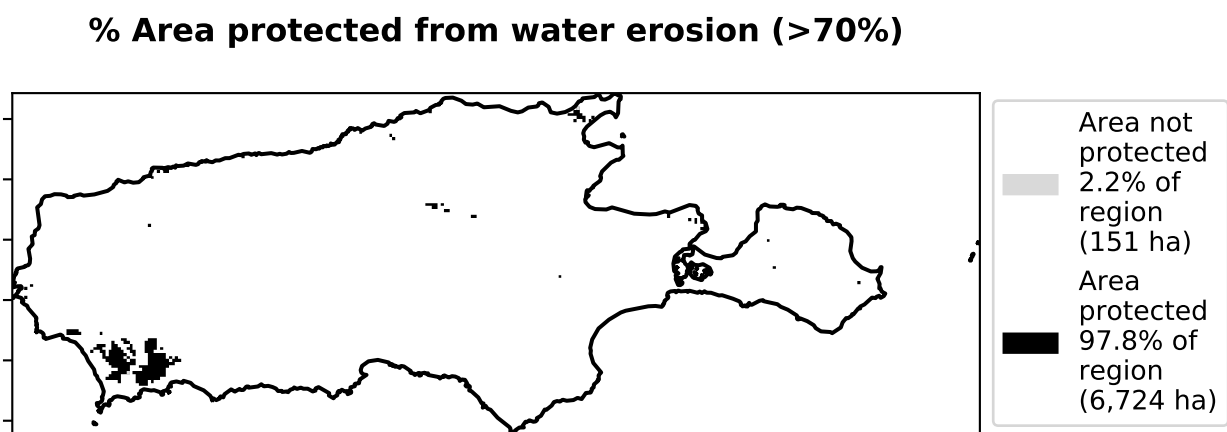 % Area protected from water erosion (>70%)
Area not
protected
2.2% of
region
(151 ha)
Area
protected
97.8% of
region
(6,724 ha)